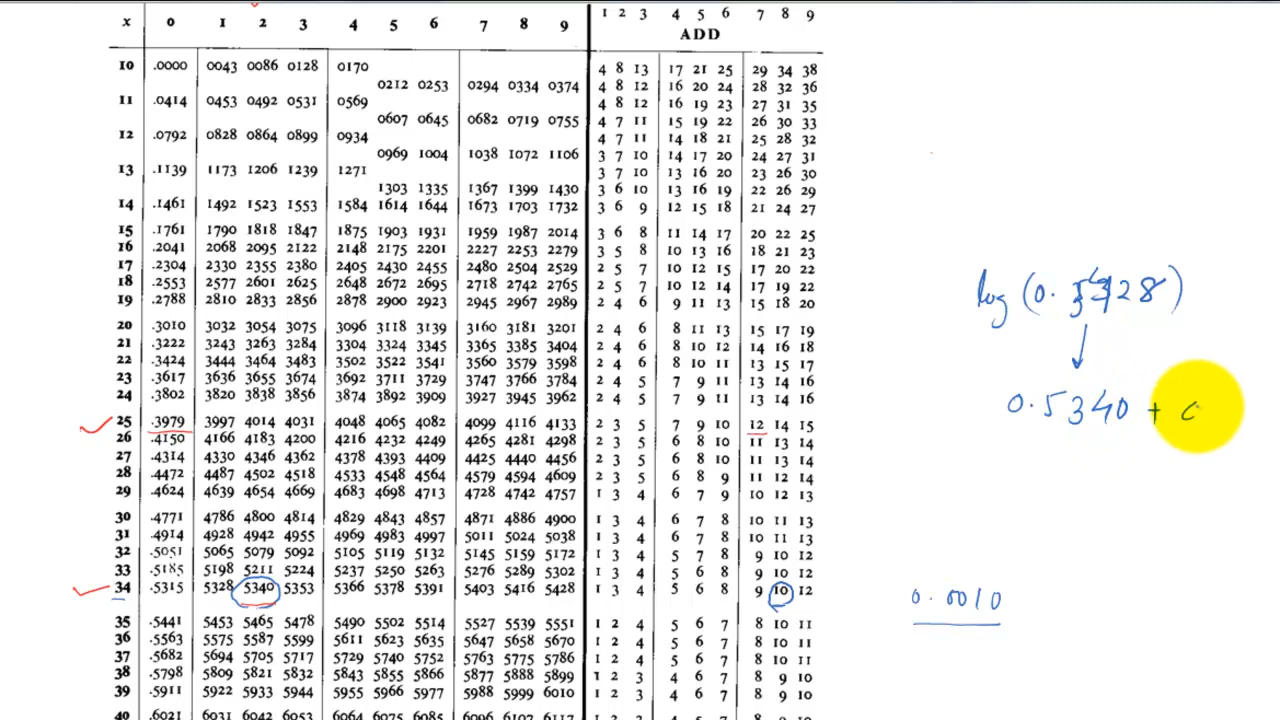 1 2 3 4 5 6 7 8 9
x 0 1 2 3 4 5 6 7 8 9 ADD
10 .0000 0043 0086 0128 0170 4 8 13 17 21 25 29 34 38
0212 0253 0294 0334 0374 4 8 12 16 20 24 28 32 36
11 .0414 0453 0492 0531 0569 4 8 12 16 19 23 27 31 35
0607 0645 0682 0719 0755 4 7 11 15 19 22 26 30 33
12 .0792 0828 0864 0899 0934 4 7 11 14 18 21 25 28 32
0969 1004 1038 1072 1106 3 7 10 14 17 20 24 27 31
13 .1139 1173 1206 1239 1271 3 7 10 13 16 20 23 26 30
1303 1335 1367 1399 1430 3 6 10 13 16 19 22 26 29
14 .1461 1492 1523 1553 1584 1614 1644 1673 1703 1732 3 6 9 12 15 18 21 24 27
15 .1761 1790 1818 1847 1875 1903 1931 1959 1987 2014 3 6 8 11 14 17 20 22 25
16 .2041 2068 2095 2122 2148 2175 2201 2227 2253 2279 3 5 8 10 13 16 18 21 23
17 .2304 2330 2355 2380 2405 2430 2455 2480 2504 2529 2 5 7 10 12 15 17 20 22
18 .2553 2577 2601 2625 2648 2672 2695 2718 2742 2765 2 5 7 10 12 14 17 19 22
19 .2788 2810 2833 2856 2878 2900 2923 2945 2967 2989 2 4 6 9 11 13 15 18 20
log (0.3428)
20 .3010 3032 3054 3075 3096 3118 3139 3160 3181 3201 2 4 6 8 11 13 15 17 19
21 .3222 3243 3263 3284 3304 3324 3345 3365 3385 3404 2 4 6 8 10 12 14 16 18
22 .3424 3444 3464 3483 3502 3522 3541 3560 3579 3598 2 4 6 8 10 11 13 15 17
23 .3617 3636 3655 3674 3692 3711 3729 3747 3766 3784 2 4 5 7 9 11 13 14 16
24 .3802 3820 3838 3856 3874 3892 3909 3927 3945 3962 2 4 5 7 9 11 13 14 16
0.5340 +
25 .3979 3997 4014 4031 4048 4065 4082 4099 4116 4133 2 3 5 7 9 10 12 14 15
26 .4150 4166 4183 4200 4216 4232 4249 4265 4281 4298 2 3 5 6 8 10 11 13 14
27 .4314 4330 4346 4362 4378 4393 4409 4425 4440 4456 2 3 5 6 8 10 11 13 14
28 .4472 4487 4502 4518 4533 4548 4564 4579 4594 4609 2 3 5 6 8 9 11 12 14
29 .4624 4639 4654 4669 4683 4698 4713 4728 4742 4757 1 3 4 6 7 9 10 12 13
30 .4771 4786 4800 4814 4829 4843 4857 4871 4886 4900 1 3 4 6 7 8 10 11 13
31 .4914 4928 4942 4955 4969 4983 4997 5011 5024 5038 1 3 4 6 7 8 10 11 13
32 .5051 5065 5079 5092 5105 5119 5132 5145 5159 5172 1 3 4 5 7 8 9 10 12
33 .5185 5198 5211 5224 5237 5250 5263 5276 5289 5302 1 3 4 5 6 8 9 10 12
34 .5315 5328 5340 5353 5366 5378 5391 5403 5416 5428 1 3 4 5 6 8 9 10 12
0.0010
35 .5441 5453 5465 5478 5490 5502 5514 5527 5539 5551 1 2 4 5 6 7 8 10 11
36 .5563 5575 5587 5599 5611 5623 5635 5647 5658 5670 1 2 4 5 6 7 8 10 11
37 .5682 5694 5705 5717 5729 5740 5752 5763 5775 5786 1 2 4 5 6 7 8 10 11
38 .5798 5809 5821 5832 5843 5855 5866 5877 5888 5899 1 2 3 4 6 7 8 9 10
39 .5911 5922 5933 5944 5955 5966 5977 5988 5999 6010 1 2 3 4 6 7 8 9 10
40 .6021 6031 6042 6053 6064 6075 6085 6096 6107 6117